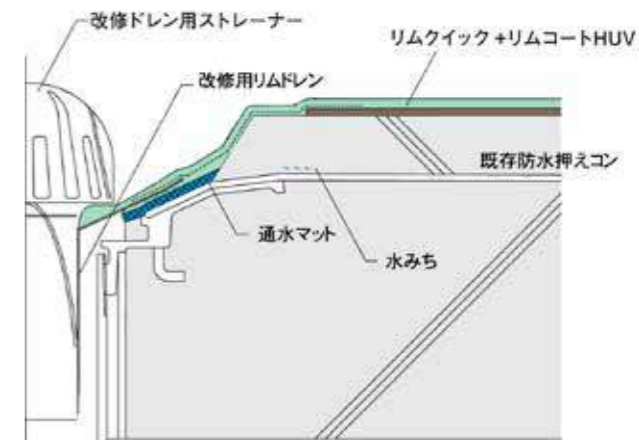 改修ドレン用ストレーナー
リムクイック+リムコートHUV
改修用リムドレン
既存防水押えコン
通水マット
水みち